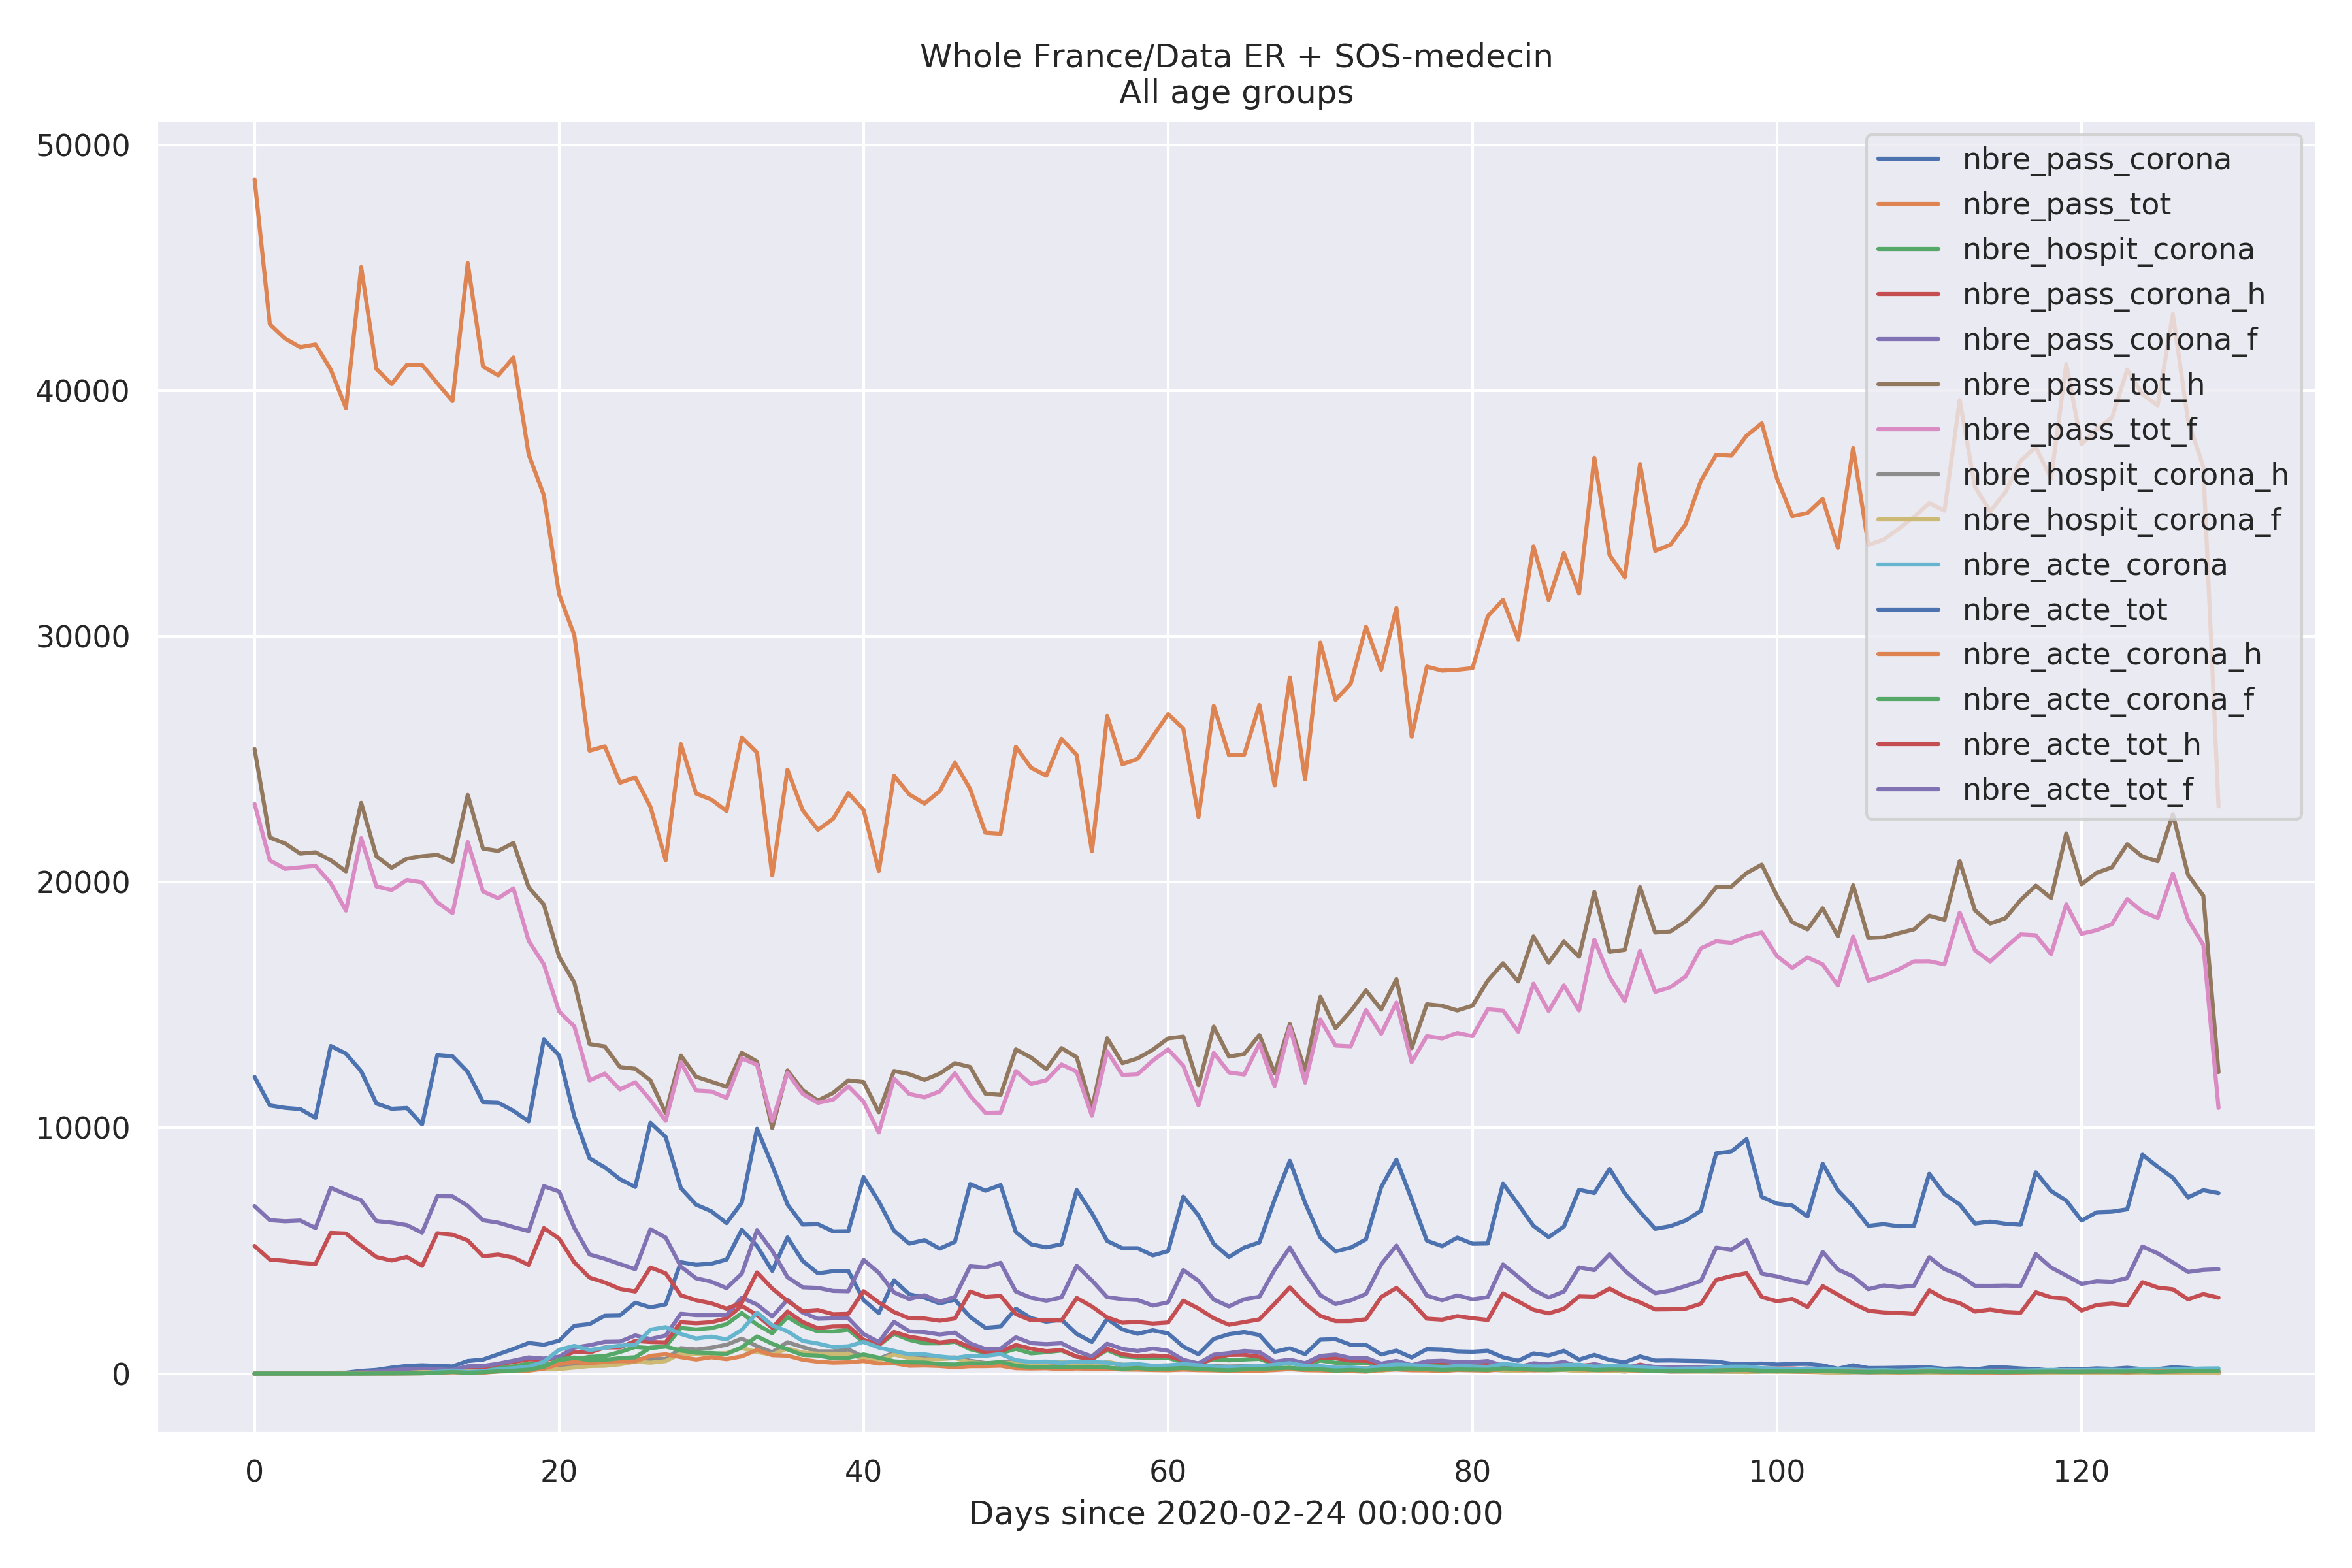 Whole France/Data ER + SOS-medecin
All age groups
50000
40000
30000
20000
10000
0
nbre_pass_corona
nbre_pass_tot
nbre_hospit_corona
nbre_pass_corona_h
nbre_pass_corona_f
nbre_pass_tot_h
nbre_pass_tot_f
nbre_hospit_corona_h
nbre_hospit_corona_f
nbre_acte_corona
nbre_acte_tot
nbre_acte_corona_h
nbre_acte_corona_f
nbre_acte_tot_h
nbre_acte_tot_f
0 20 40 60 80 100 120
Days since 2020-02-24 00:00:00